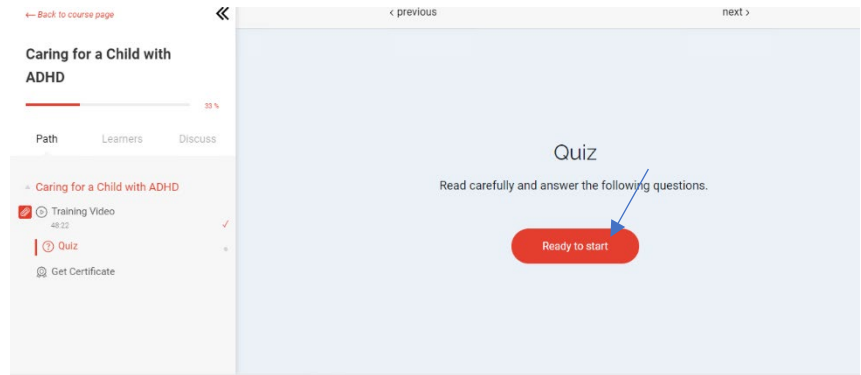 ←Back to course page
Caring for a Child with
ADHD
33 %
Path Learners Discuss
Caring for a Child with ADHD
Training Video
48:22
Quiz
Get Certificate
‹ previous next ›
Quiz
Read carefully and answer the following questions.
Ready to start